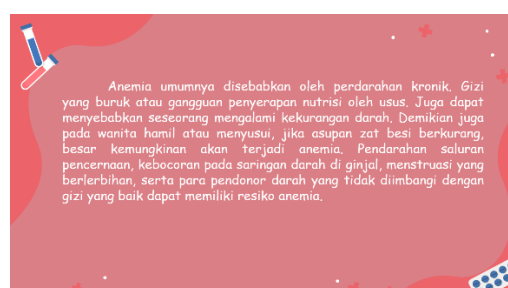 Anemia umumnya disebabkan oleh perdarahan kronik. Gizi
yang buruk atau gangguan penyerapan nutrisi oleh usus. Juga dapat
menyebabkan seseorang mengalami kekurangan darah. Demikian juga
pada wanita hamil atau menyusui, jika asupan zat besi berkurang,
besar kemungkinan akan terjadi anemia. Pendarahan saluran
pencernaan, kebocoran pada saringan darah di ginjal, menstruasi yang
berlerbihan, serta para pendonor darah yang tidak diimbangi dengan
gizi yang baik dapat memiliki resiko anemia.